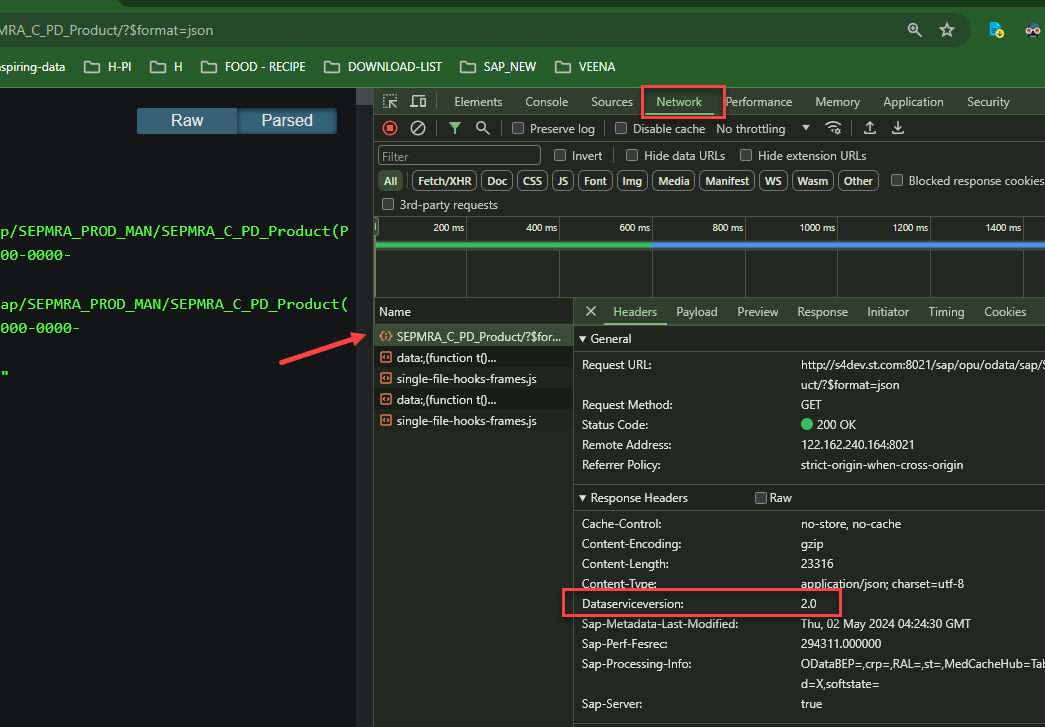 MRA_C_PD_Product/?$format=json
spiring-data H-PI H FOOD - RECIPE DOWNLOAD-LIST SAP_NEW VEENA
Raw Parsed
p/SEPMRA_PROD_MAN/SEPMRA_C_PD_Product(P
00-0000-
ap/SEPMRA_PROD_MAN/SEPMRA_C_PD_Product(
000-0000-
"
Elements Console Sources Network Performance Memory Application Security
Preserve log Disable cache No throttling
Filter Invert Hide data URLs Hide extension URLs
All Fetch/XHR Doc CSS JS Font Img Media Manifest WS Wasm Other Blocked response cookies
3rd-party requests
200 ms 400 ms 600 ms 800 ms 1000 ms 1200 ms 1400 ms
Name
SEPMRA_C_PD_Product/?$for...
data:,(function t()...
single-file-hooks-frames.js
data:,(function t()...
single-file-hooks-frames.js
Headers Payload Preview Response Initiator Timing Cookies
General
Request URL: http://s4dev.st.com:8021/sap/opu/odata/sap/S
uct/?$format=json
Request Method: GET
Status Code: 200 OK
Remote Address: 122.162.240.164:8021
Referrer Policy: strict-origin-when-cross-origin
Response Headers Raw
Cache-Control: no-store, no-cache
Content-Encoding: gzip
Content-Length: 23316
Content-Type: application/json; charset=utf-8
Dataserviceversion: 2.0
Sap-Metadata-Last-Modified: Thu, 02 May 2024 04:24:30 GMT
Sap-Perf-Fesrec: 294311.000000
Sap-Processing-Info: ODataBEP=,crp=,RAL=,st=,MedCacheHub=Tab
d=X,softstate=
Sap-Server: true